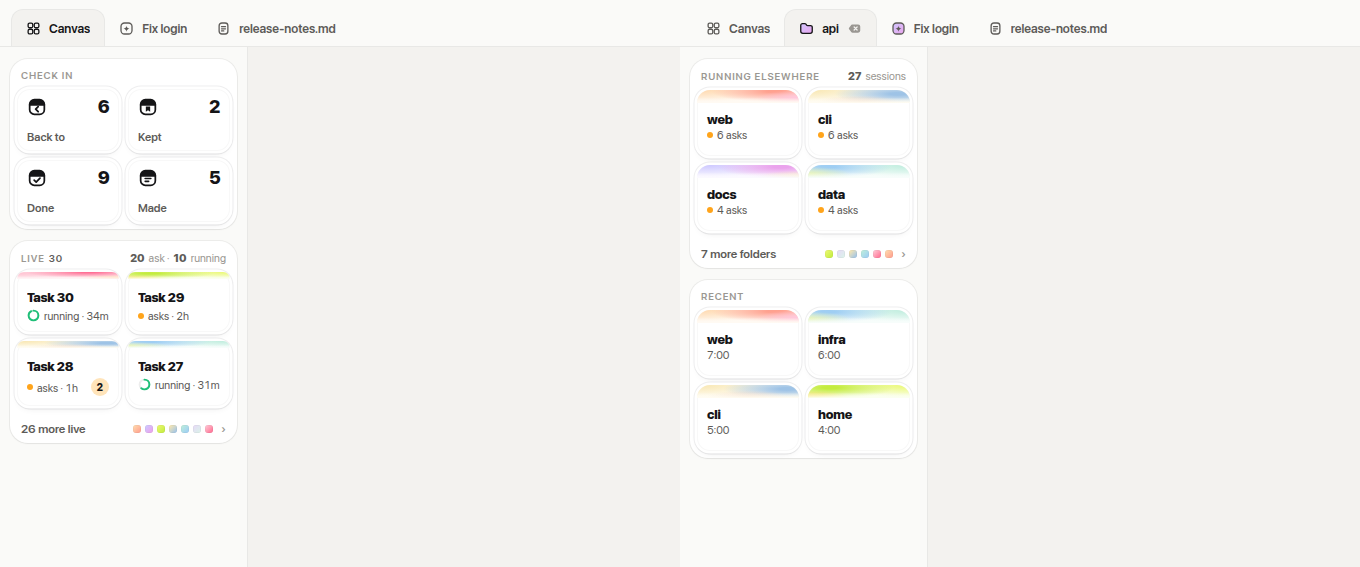 Canvas
Fix login
release-notes.md
CHECK IN
6
Back to
2
Kept
9
Done
5
Made
LIVE 30
20 ask · 10 running
Task 30
running · 34m
Task 29
asks · 2h
Task 28
asks · 1h
2
Task 27
running · 31m
26 more live
Canvas
api
Fix login
release-notes.md
RUNNING ELSEWHERE
27 sessions
web
6 asks
cli
6 asks
docs
4 asks
data
4 asks
7 more folders
RECENT
web
7:00
infra
6:00
cli
5:00
home
4:00